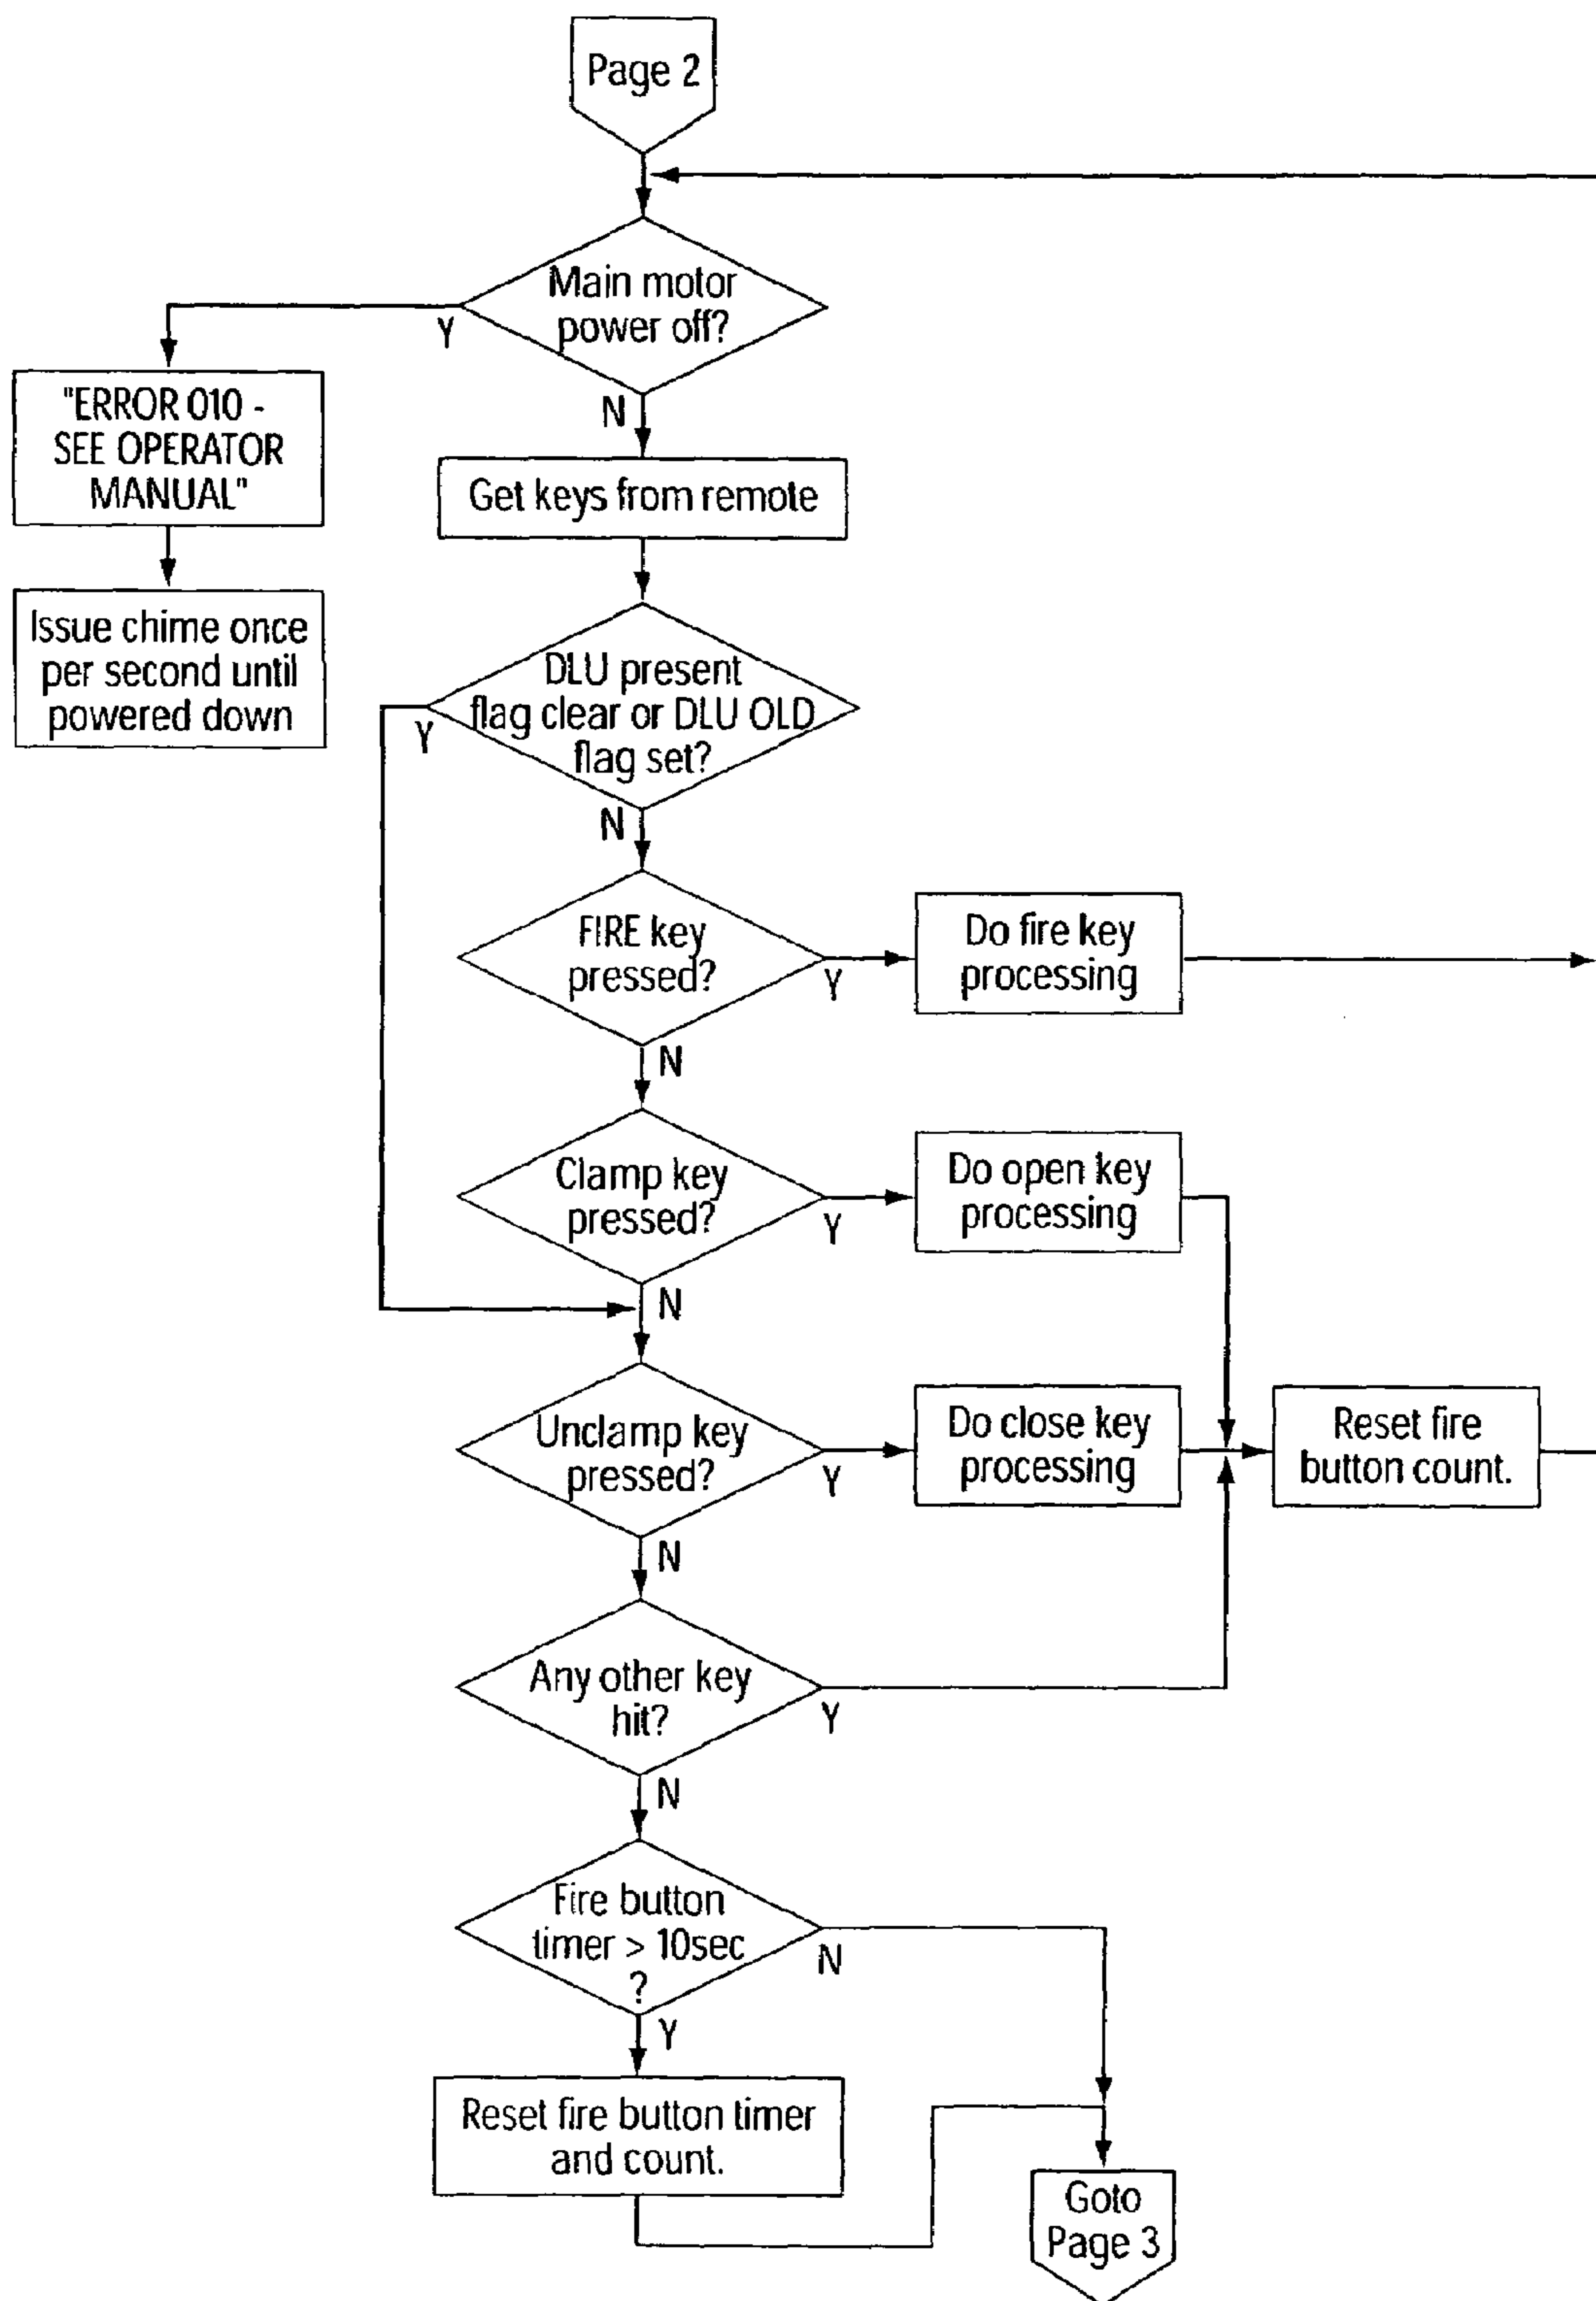 Page 2
Main motor
power off?
Y
N
"ERROR 010 -
SEE OPERATOR
MANUAL"
Get keys from remote
Issue chime once
per second until
powered down
DLU present
flag clear or DLU OLD
flag set?
Y
N
FIRE key
pressed?
Y
Do fire key
processing
N
Clamp key
pressed?
Y
Do open key
processing
N
Unclamp key
pressed?
Y
Do close key
processing
Reset fire
button count.
N
Any other key
hit?
Y
N
Fire button
timer > 10sec
?
N
Y
Reset fire button timer
and count.
Goto
Page 3